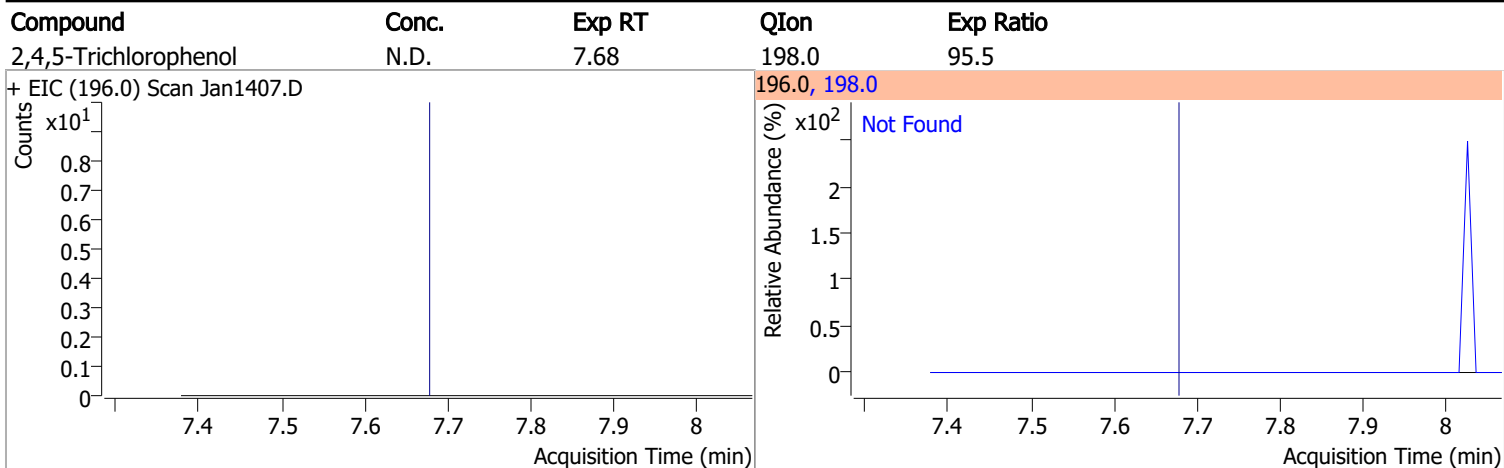 Compound Conc. Exp RT QIon Exp Ratio
2,4,5-Trichlorophenol N.D. 7.68 198.0 95.5
+ EIC (196.0) Scan Jan1407.D
Counts
x10¹
0.8
0.7
0.6
0.5
0.4
0.3
0.2
0.1
0
7.4 7.5 7.6 7.7 7.8 7.9 8
Acquisition Time (min)
196.0, 198.0
Relative Abundance (%)
x10²
Not Found
2
1.5
1
0.5
0
7.4 7.5 7.6 7.7 7.8 7.9 8
Acquisition Time (min)